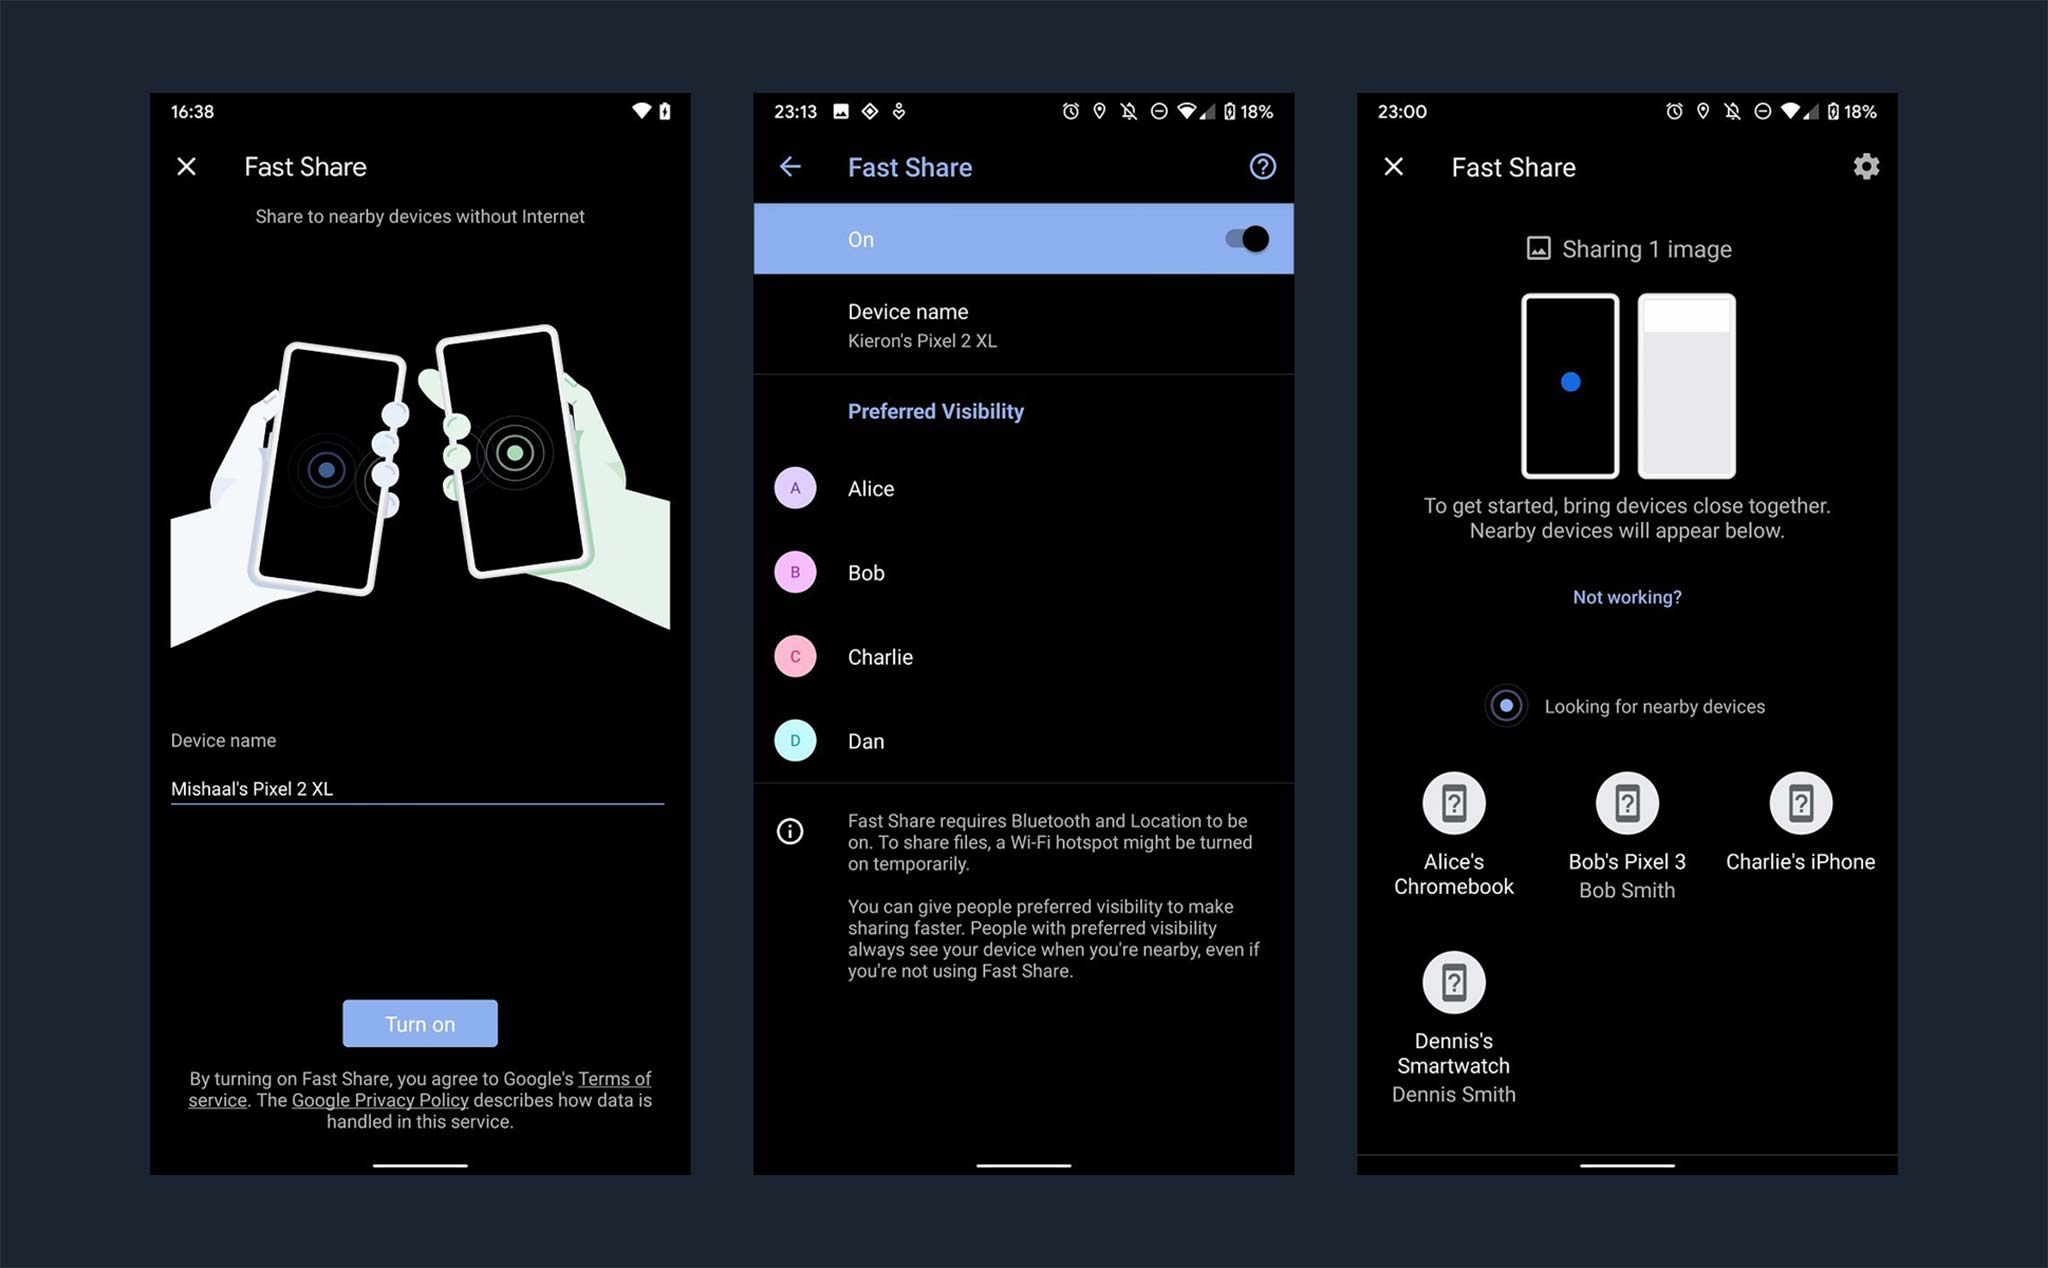 16:38
Fast Share
Share to nearby devices without Internet
Device name
Mishaal's Pixel 2 XL
Turn on
By turning on Fast Share, you agree to Google's Terms of
service. The Google Privacy Policy describes how data is
handled in this service.
23:13
18%
Fast Share
On
Device name
Kieron's Pixel 2 XL
Preferred Visibility
A
Alice
B
Bob
C
Charlie
D
Dan
Fast Share requires Bluetooth and Location to be
on. To share files, a Wi-Fi hotspot might be turned
on temporarily.
You can give people preferred visibility to make
sharing faster. People with preferred visibility
always see your device when you're nearby, even if
you're not using Fast Share.
23:00
18%
Fast Share
Sharing 1 image
To get started, bring devices close together.
Nearby devices will appear below.
Not working?
Looking for nearby devices
Alice's
Chromebook
Bob's Pixel 3
Bob Smith
Charlie's iPhone
Dennis's
Smartwatch
Dennis Smith